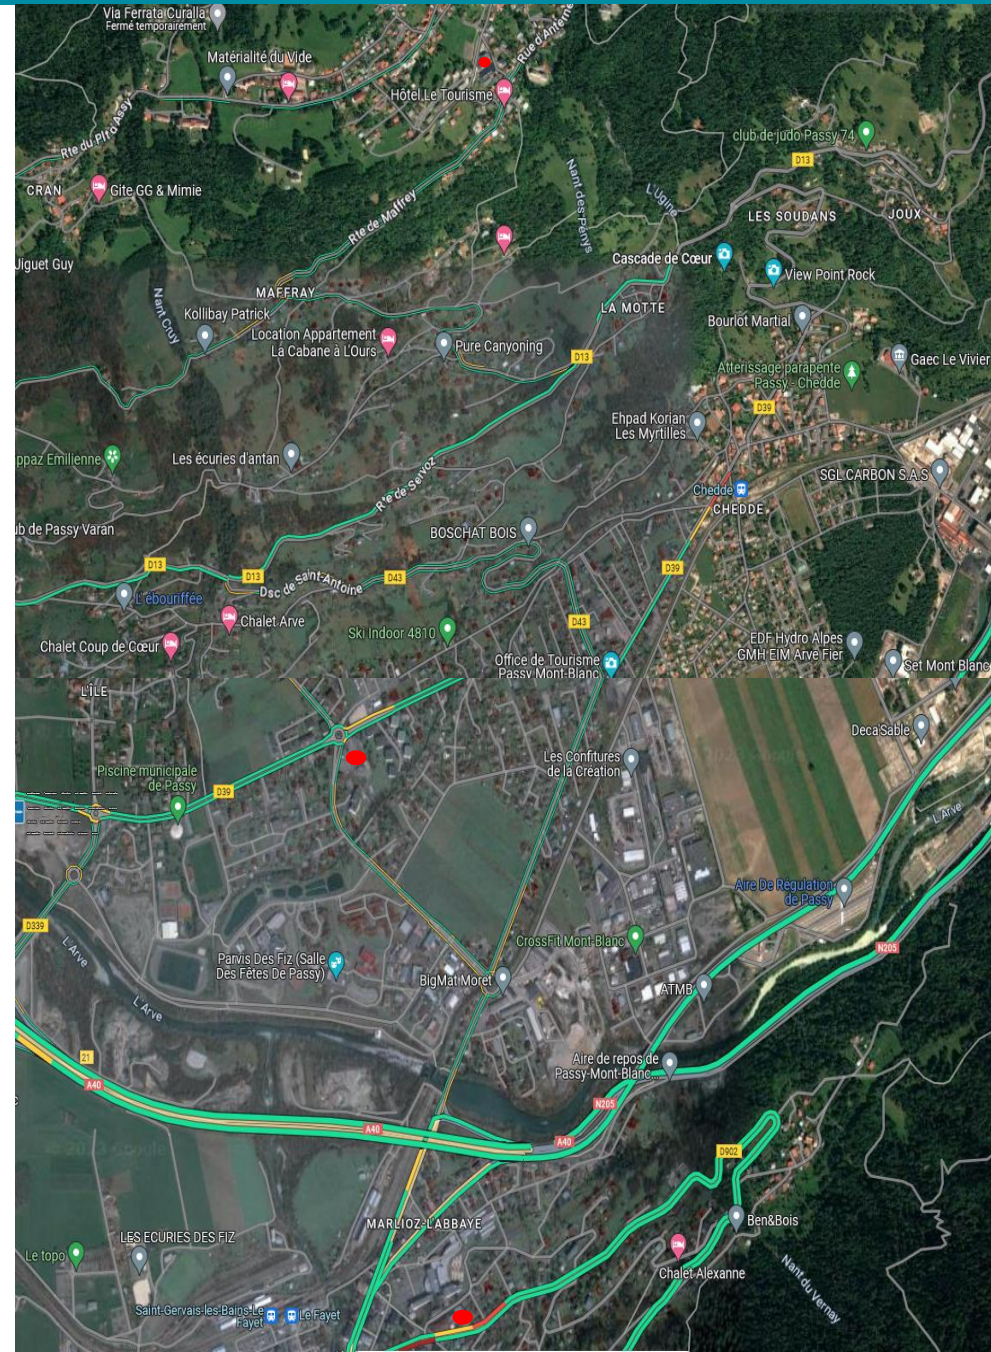 Via Ferrata Curalla
Fermé temporairement
Matérialité du Vide
Rue d'Anterne
Hôtel Le Tourisme
Rte du Plt d'Assy
club de judo Passy 74
D13
CRAN
Gite GG & Mimie
Nant des Pénys
L'Ugine
Rte de Maffrey
LES SOUDANS
JOUX
Jiguet Guy
Cascade de Cœur
View Point Rock
MAFFRAY
Nant Cruy
Kollibay Patrick
LA MOTTE
Bourlot Martial
Location Appartement
La Cabane à L'Ours
Pure Canyoning
D13
Gaec Le Vivier
Atterissage parapente
Passy - Chedde
D39
Ehpad Korian
Les Myrtilles
ppaz Emilienne
Les écuries d'antan
Rte de Servoz
SGL CARBON S.A.S
Chedde
CHEDDE
ub de Passy Varan
BOSCHAT BOIS
D13
D13
Dsc de Saint-Antoine
D43
D39
L'ébouriffée
Chalet Arve
Ski Indoor 4810
D43
Chalet Coup de Cœur
EDF Hydro Alpes
GMH EIM Arve Fier
Office de Tourisme
Passy Mont-Blanc
Set Mont Blanc
L'ÎLE
Deca'Sable
Les Confitures
de la Creation
Piscine municipale
de Passy
D39
L'Arve
Aire De Régulation
de Passy
D339
L'Arve
CrossFit Mont-Blanc
N205
Parvis Des Fiz (Salle
Des Fêtes De Passy)
BigMat Moret
ATMB
L'Arve
21
A40
Aire de repos de
Passy-Mont-Blanc...
N205
A40
A40
D902
MARLIOZ-L'ABBAYE
Ben&Bois
LES ECURIES DES FIZ
Le topo
Chalet Alexanne
Nant du Vernay
Saint-Gervais-les-Bains-Le
Fayet
Le Fayet